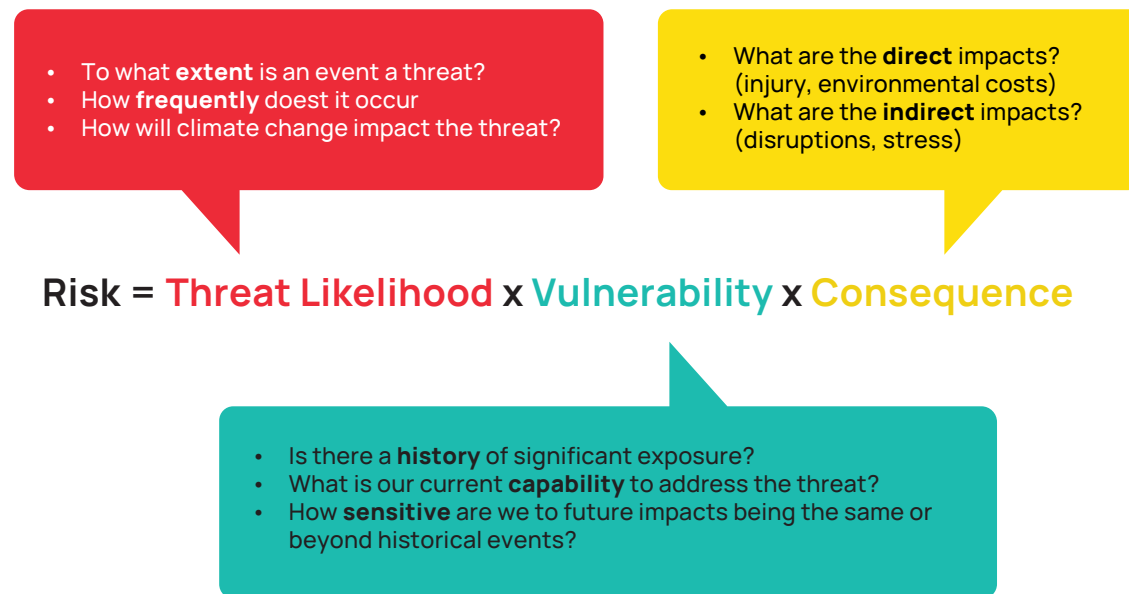 • To what extent is an event a threat?
• How frequently doest it occur
• How will climate change impact the threat?
• What are the direct impacts?
(injury, environmental costs)
• What are the indirect impacts?
(disruptions, stress)
Risk = Threat Likelihood x Vulnerability x Consequence
• Is there a history of significant exposure?
• What is our current capability to address the threat?
• How sensitive are we to future impacts being the same or
beyond historical events?